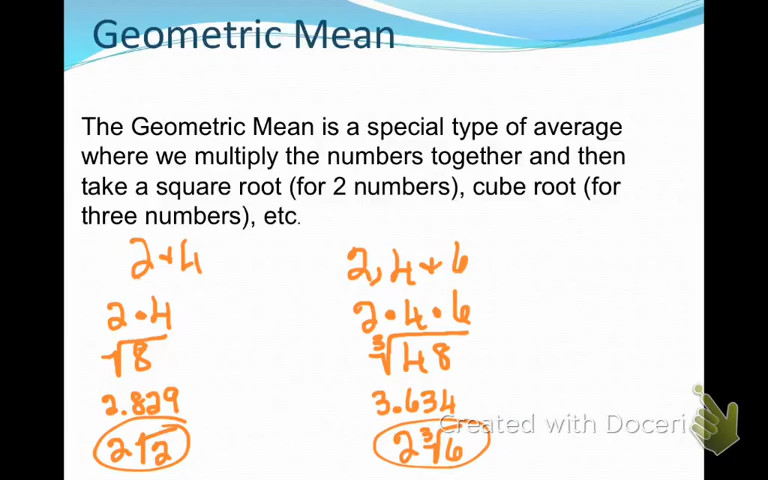 Geometric Mean
The Geometric Mean is a special type of average
where we multiply the numbers together and then
take a square root (for 2 numbers), cube root (for
three numbers), etc.
2 + 4
2 • 4
√8
2.829
2√2
2, 4 + 6
2 • 4 • 6
∛48
3.634
2∛6
Created with Doceri